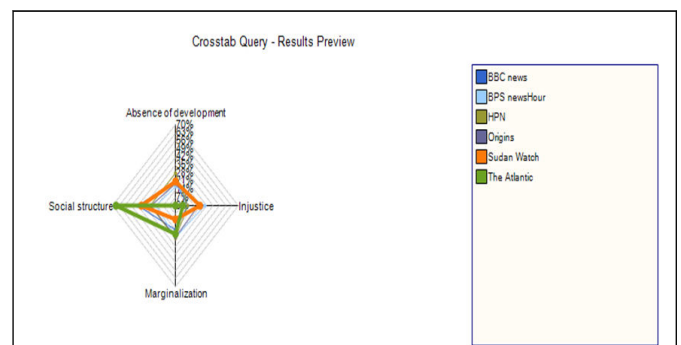 Crosstab Query - Results Preview
Absence of development
70%
63%
Social structure
Injustice
Marginalization
BBC news
BPS newsHour
HPN
Origins
Sudan Watch
The Atlantic